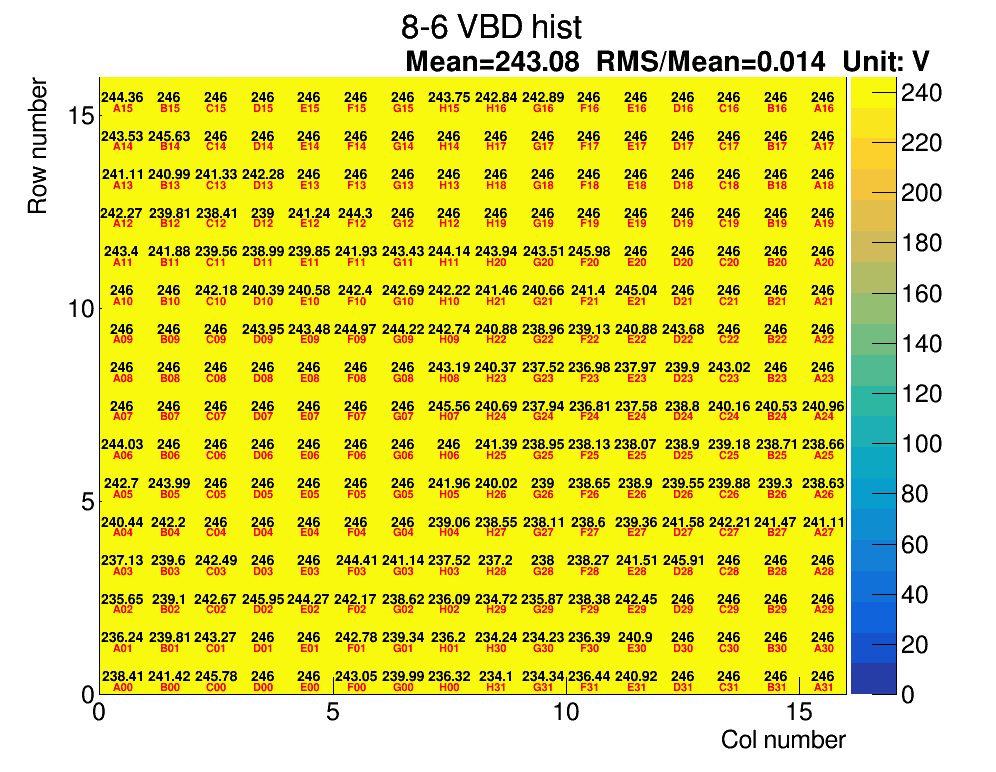 8-6 VBD hist
Mean=243.08 RMS/Mean=0.014 Unit: V
Row number
15
10
5
0
244.36 246 246 246 246 246 246 243.75 242.84 242.89 246 246 246 246 246 246
A15 B15 C15 D15 E15 F15 G15 H15 H16 G16 F16 E16 D16 C16 B16 A16
243.53 245.63 246 246 246 246 246 246 246 246 246 246 246 246 246 246
A14 B14 C14 D14 E14 F14 G14 H14 H17 G17 F17 E17 D17 C17 B17 A17
241.11 240.99 241.33 242.28 246 246 246 246 246 246 246 246 246 246 246 246
A13 B13 C13 D13 E13 F13 G13 H13 H18 G18 F18 E18 D18 C18 B18 A18
242.27 239.81 238.41 239 241.24 244.3 246 246 246 246 246 246 246 246 246 246
A12 B12 C12 D12 E12 F12 G12 H12 H19 G19 F19 E19 D19 C19 B19 A19
243.4 241.88 239.56 238.99 239.85 241.93 243.43 244.14 243.94 243.51 245.98 246 246 246 246 246
A11 B11 C11 D11 E11 F11 G11 H11 H20 G20 F20 E20 D20 C20 B20 A20
246 246 242.18 240.39 240.58 242.4 242.69 242.22 241.46 240.66 241.4 245.04 246 246 246 246
A10 B10 C10 D10 E10 F10 G10 H10 H21 G21 F21 E21 D21 C21 B21 A21
246 246 246 243.95 243.48 244.97 244.22 242.74 240.88 238.96 239.13 240.88 243.68 246 246 246
A09 B09 C09 D09 E09 F09 G09 H09 H22 G22 F22 E22 D22 C22 B22 A22
246 246 246 246 246 246 246 243.19 240.37 237.52 236.98 237.97 239.9 243.02 246 246
A08 B08 C08 D08 E08 F08 G08 H08 H23 G23 F23 E23 D23 C23 B23 A23
246 246 246 246 246 246 246 245.56 240.69 237.94 236.81 237.58 238.8 240.16 240.53 240.96
A07 B07 C07 D07 E07 F07 G07 H07 H24 G24 F24 E24 D24 C24 B24 A24
244.03 246 246 246 246 246 246 246 241.39 238.95 238.13 238.07 238.9 239.18 238.71 238.66
A06 B06 C06 D06 E06 F06 G06 H06 H25 G25 F25 E25 D25 C25 B25 A25
242.7 243.99 246 246 246 246 246 241.96 240.02 239 238.65 238.9 239.55 239.88 239.3 238.63
A05 B05 C05 D05 E05 F05 G05 H05 H26 G26 F26 E26 D26 C26 B26 A26
240.44 242.2 246 246 246 246 246 239.06 238.55 238.11 238.6 239.36 241.58 242.21 241.47 241.11
A04 B04 C04 D04 E04 F04 G04 H04 H27 G27 F27 E27 D27 C27 B27 A27
237.13 239.6 242.49 246 246 244.41 241.14 237.52 237.2 238 238.27 241.51 245.91 246 246 246
A03 B03 C03 D03 E03 F03 G03 H03 H28 G28 F28 E28 D28 C28 B28 A28
235.65 239.1 242.67 245.95 244.27 242.17 238.62 236.09 234.72 235.87 238.38 242.45 246 246 246 246
A02 B02 C02 D02 E02 F02 G02 H02 H29 G29 F29 E29 D29 C29 B29 A29
236.24 239.81 243.27 246 246 242.78 239.34 236.2 234.24 234.23 236.39 240.9 246 246 246 246
A01 B01 C01 D01 E01 F01 G01 H01 H30 G30 F30 E30 D30 C30 B30 A30
238.41 241.42 245.78 246 246 243.05 239.99 236.32 234.1 234.34 236.44 240.92 246 246 246 246
A00 B00 C00 D00 E00 F00 G00 H00 H31 G31 F31 E31 D31 C31 B31 A31
0 5 10 15
Col number
240
220
200
180
160
140
120
100
80
60
40
20
0